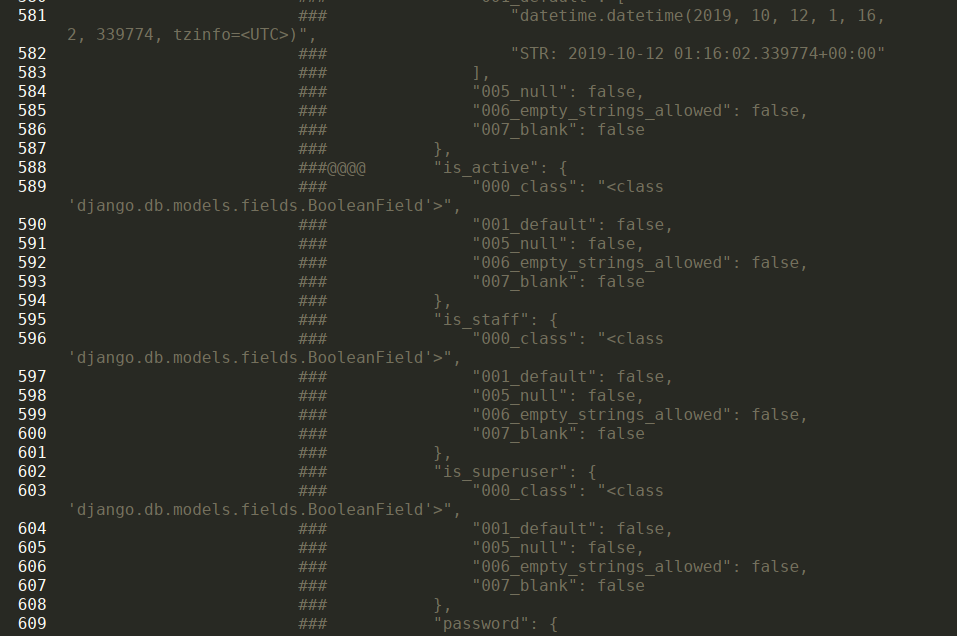 581 ### "datetime.datetime(2019, 10, 12, 1, 16,
2, 339774, tzinfo=<UTC>)",
582 ### "STR: 2019-10-12 01:16:02.339774+00:00"
583 ### ],
584 ### "005_null": false,
585 ### "006_empty_strings_allowed": false,
586 ### "007_blank": false
587 ### },
588 ###@@@@ "is_active": {
589 ### "000_class": "<class
'django.db.models.fields.BooleanField'>",
590 ### "001_default": false,
591 ### "005_null": false,
592 ### "006_empty_strings_allowed": false,
593 ### "007_blank": false
594 ### },
595 ### "is_staff": {
596 ### "000_class": "<class
'django.db.models.fields.BooleanField'>",
597 ### "001_default": false,
598 ### "005_null": false,
599 ### "006_empty_strings_allowed": false,
600 ### "007_blank": false
601 ### },
602 ### "is_superuser": {
603 ### "000_class": "<class
'django.db.models.fields.BooleanField'>",
604 ### "001_default": false,
605 ### "005_null": false,
606 ### "006_empty_strings_allowed": false,
607 ### "007_blank": false
608 ### },
609 ### "password": {